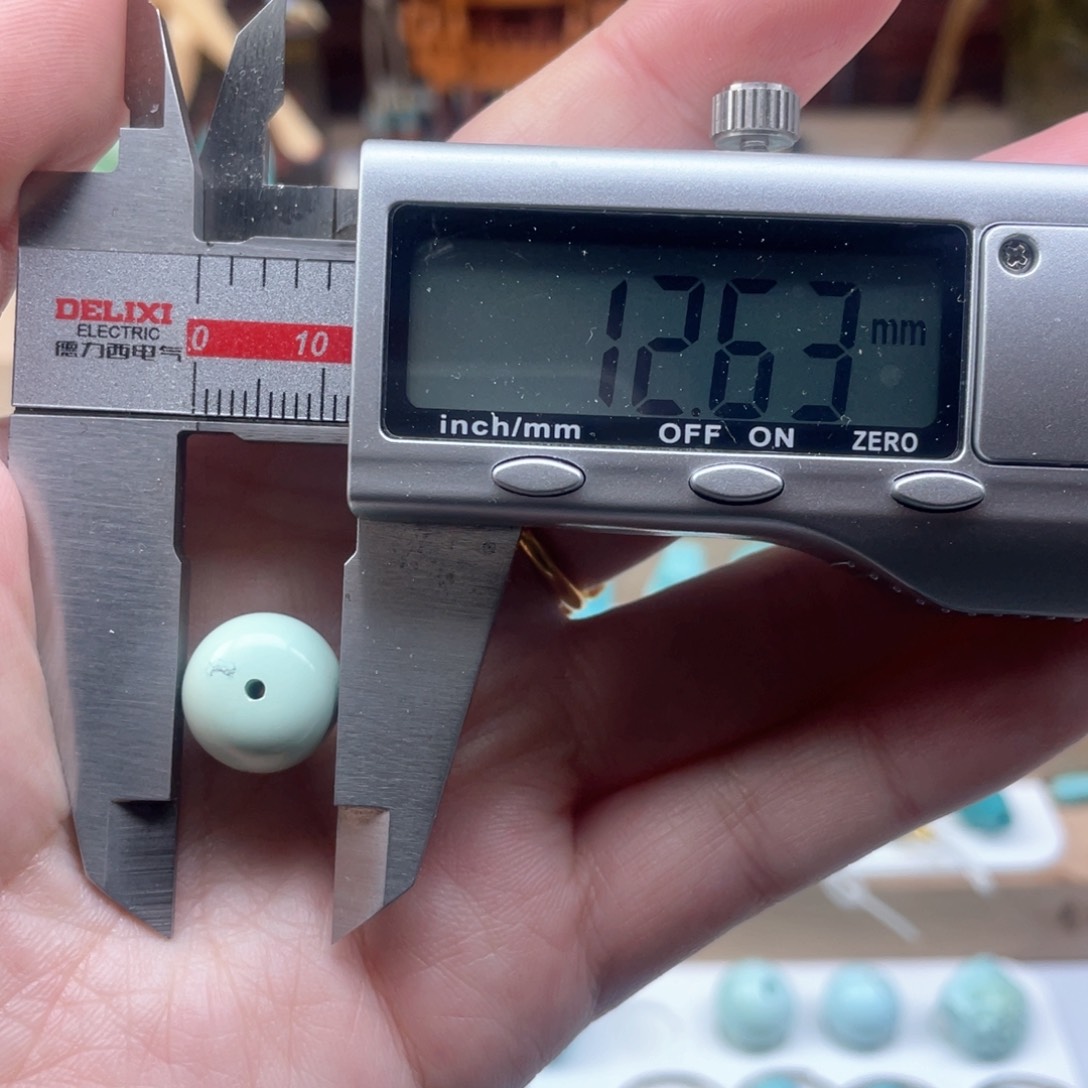 DELIXI
ELECTRIC
德力西电气
0 10
12.63 mm
inch/mm OFF ON ZERO